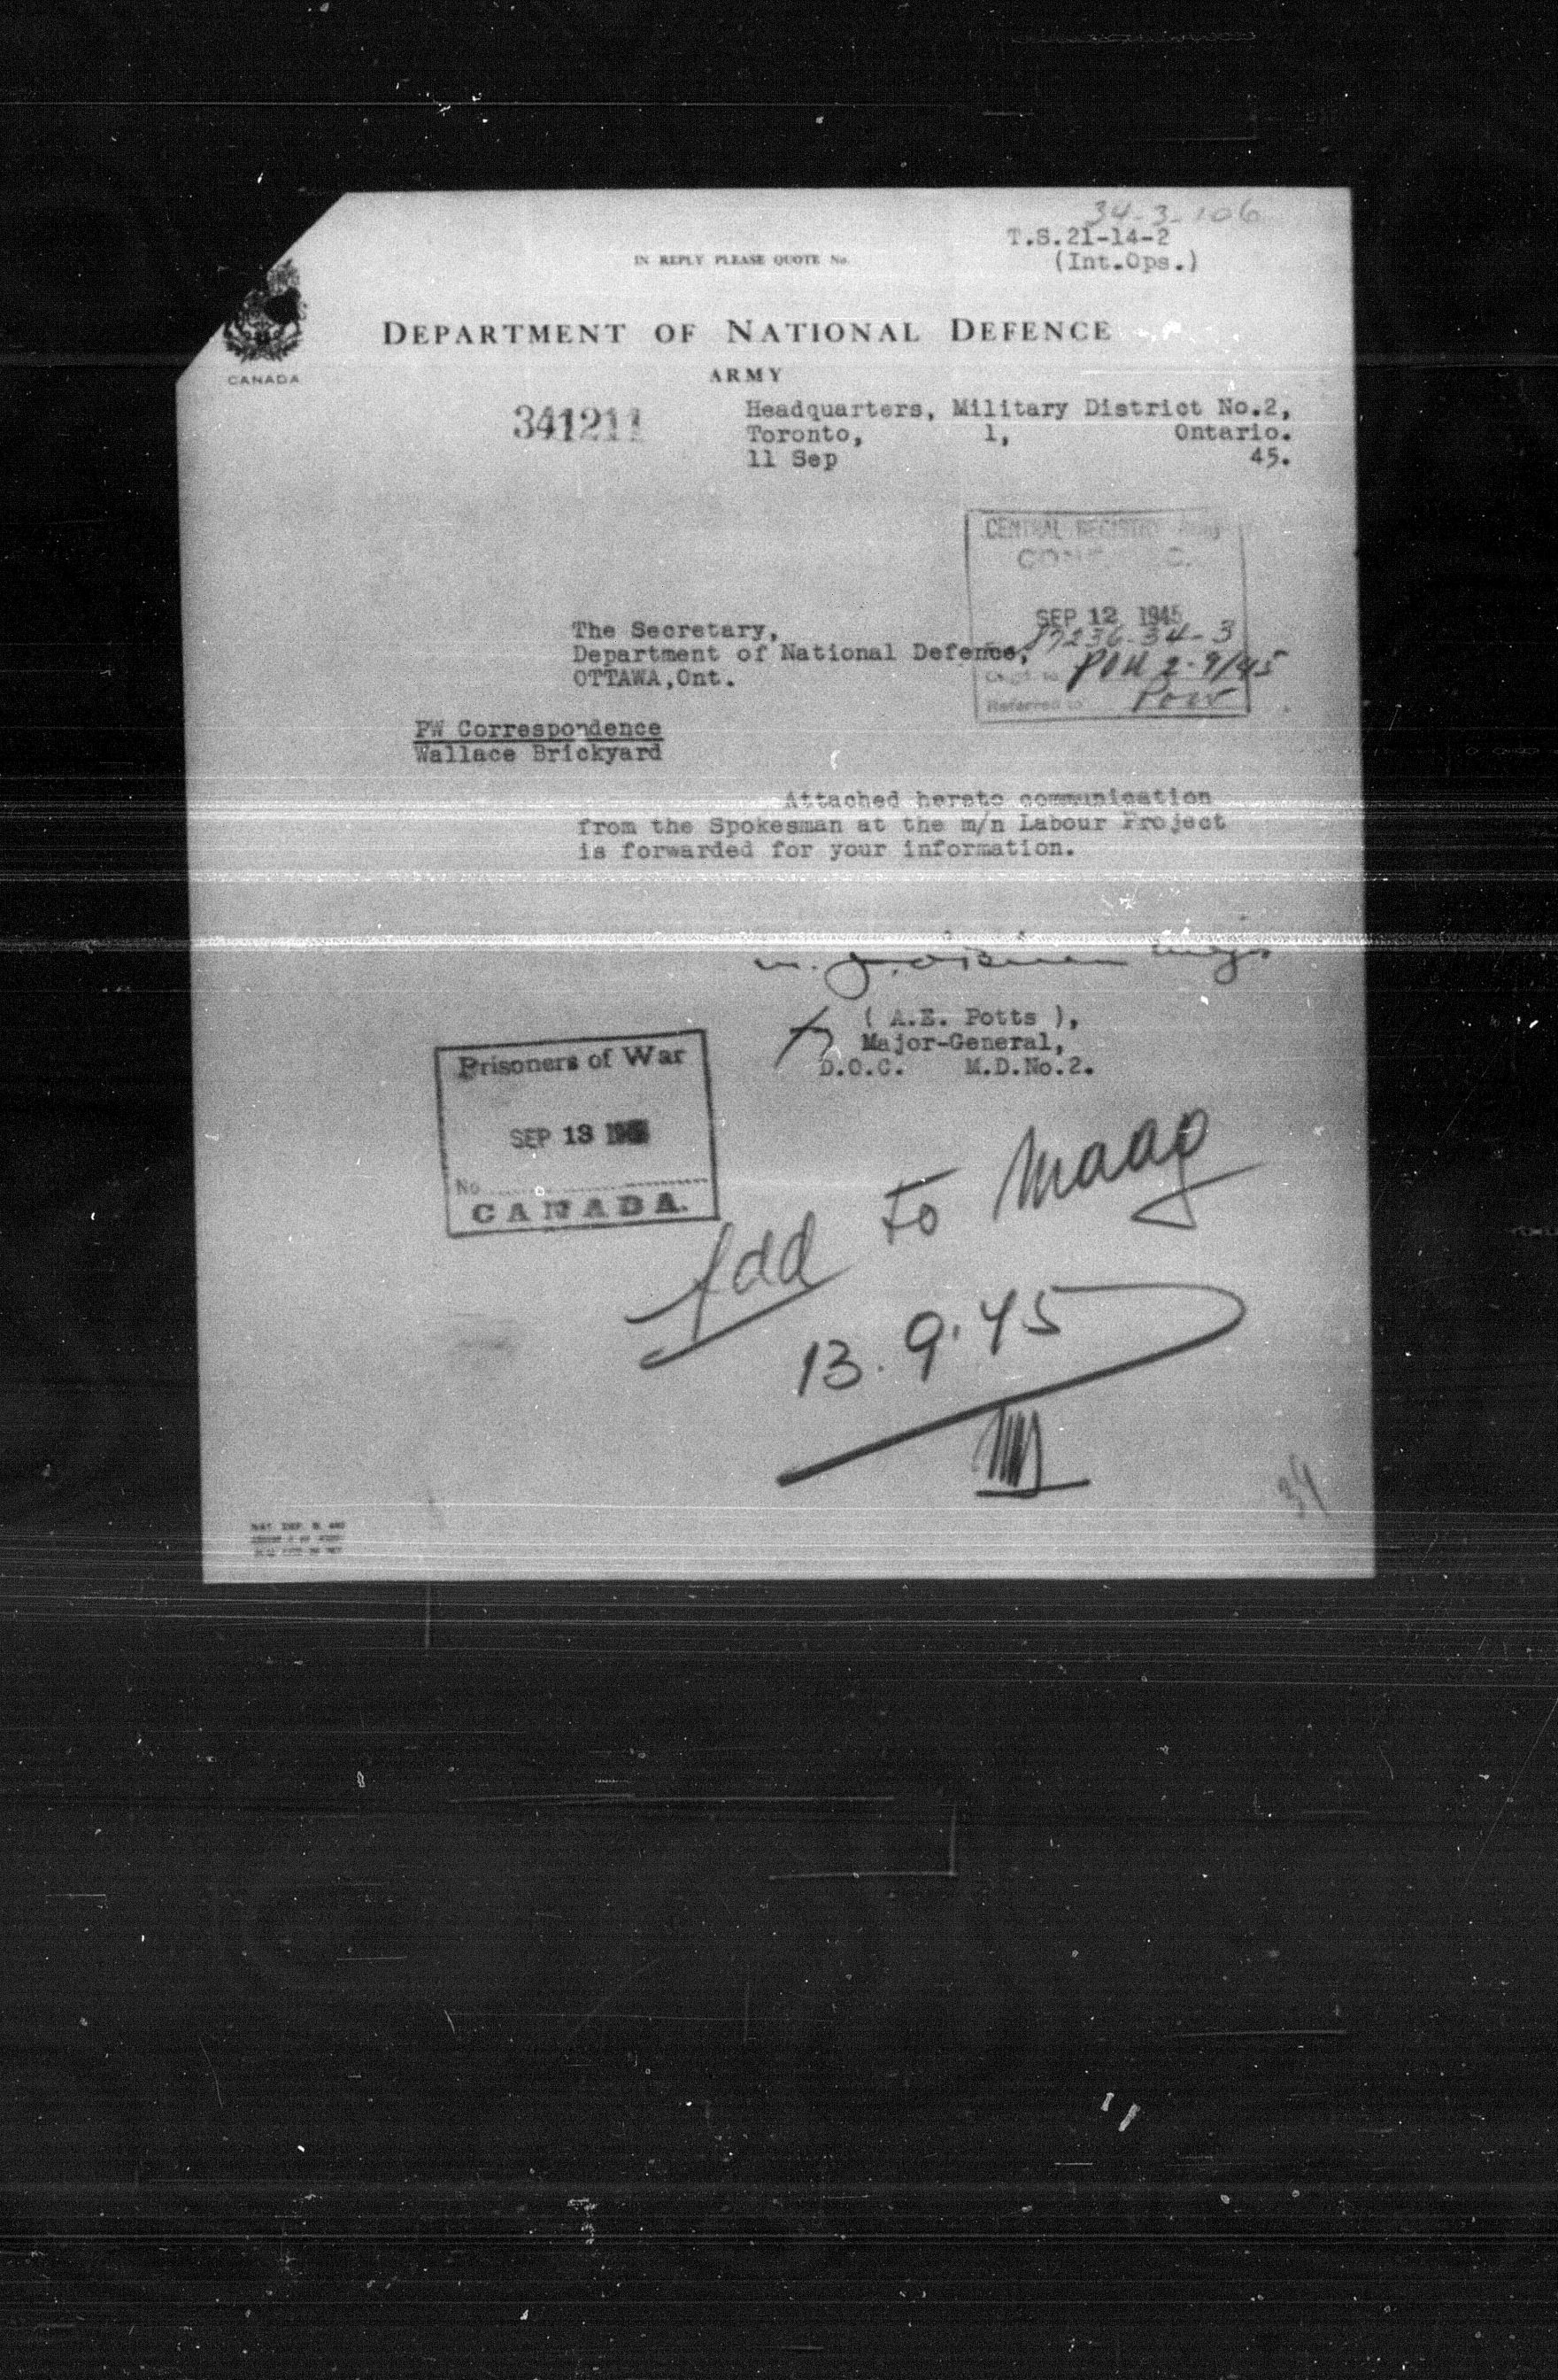 34-3-106
T.S.21-14-2
IN REPLY PLEASE QUOTE No.
(Int.Ops.)
DEPARTMENT OF NATIONAL DEFENCE
ARMY
CANADA
341211
Headquarters, Military District No.2,
Toronto, 1, Ontario.
11 Sep 45.
CENTRAL REGISTRY
SEP 12 1945
The Secretary,
Department of National Defence,
OTTAWA,Ont.
Referred to POW
PW Correspondence
Wallace Brickyard
Attached hereto communication
from the Spokesman at the m/n Labour Project
is forwarded for your information.
( A.E. Potts ),
Major-General,
D.O.C. M.D.No.2.
Prisoners of War
SEP 13
No
CANADA.
Add to Maag
13.9.45
34